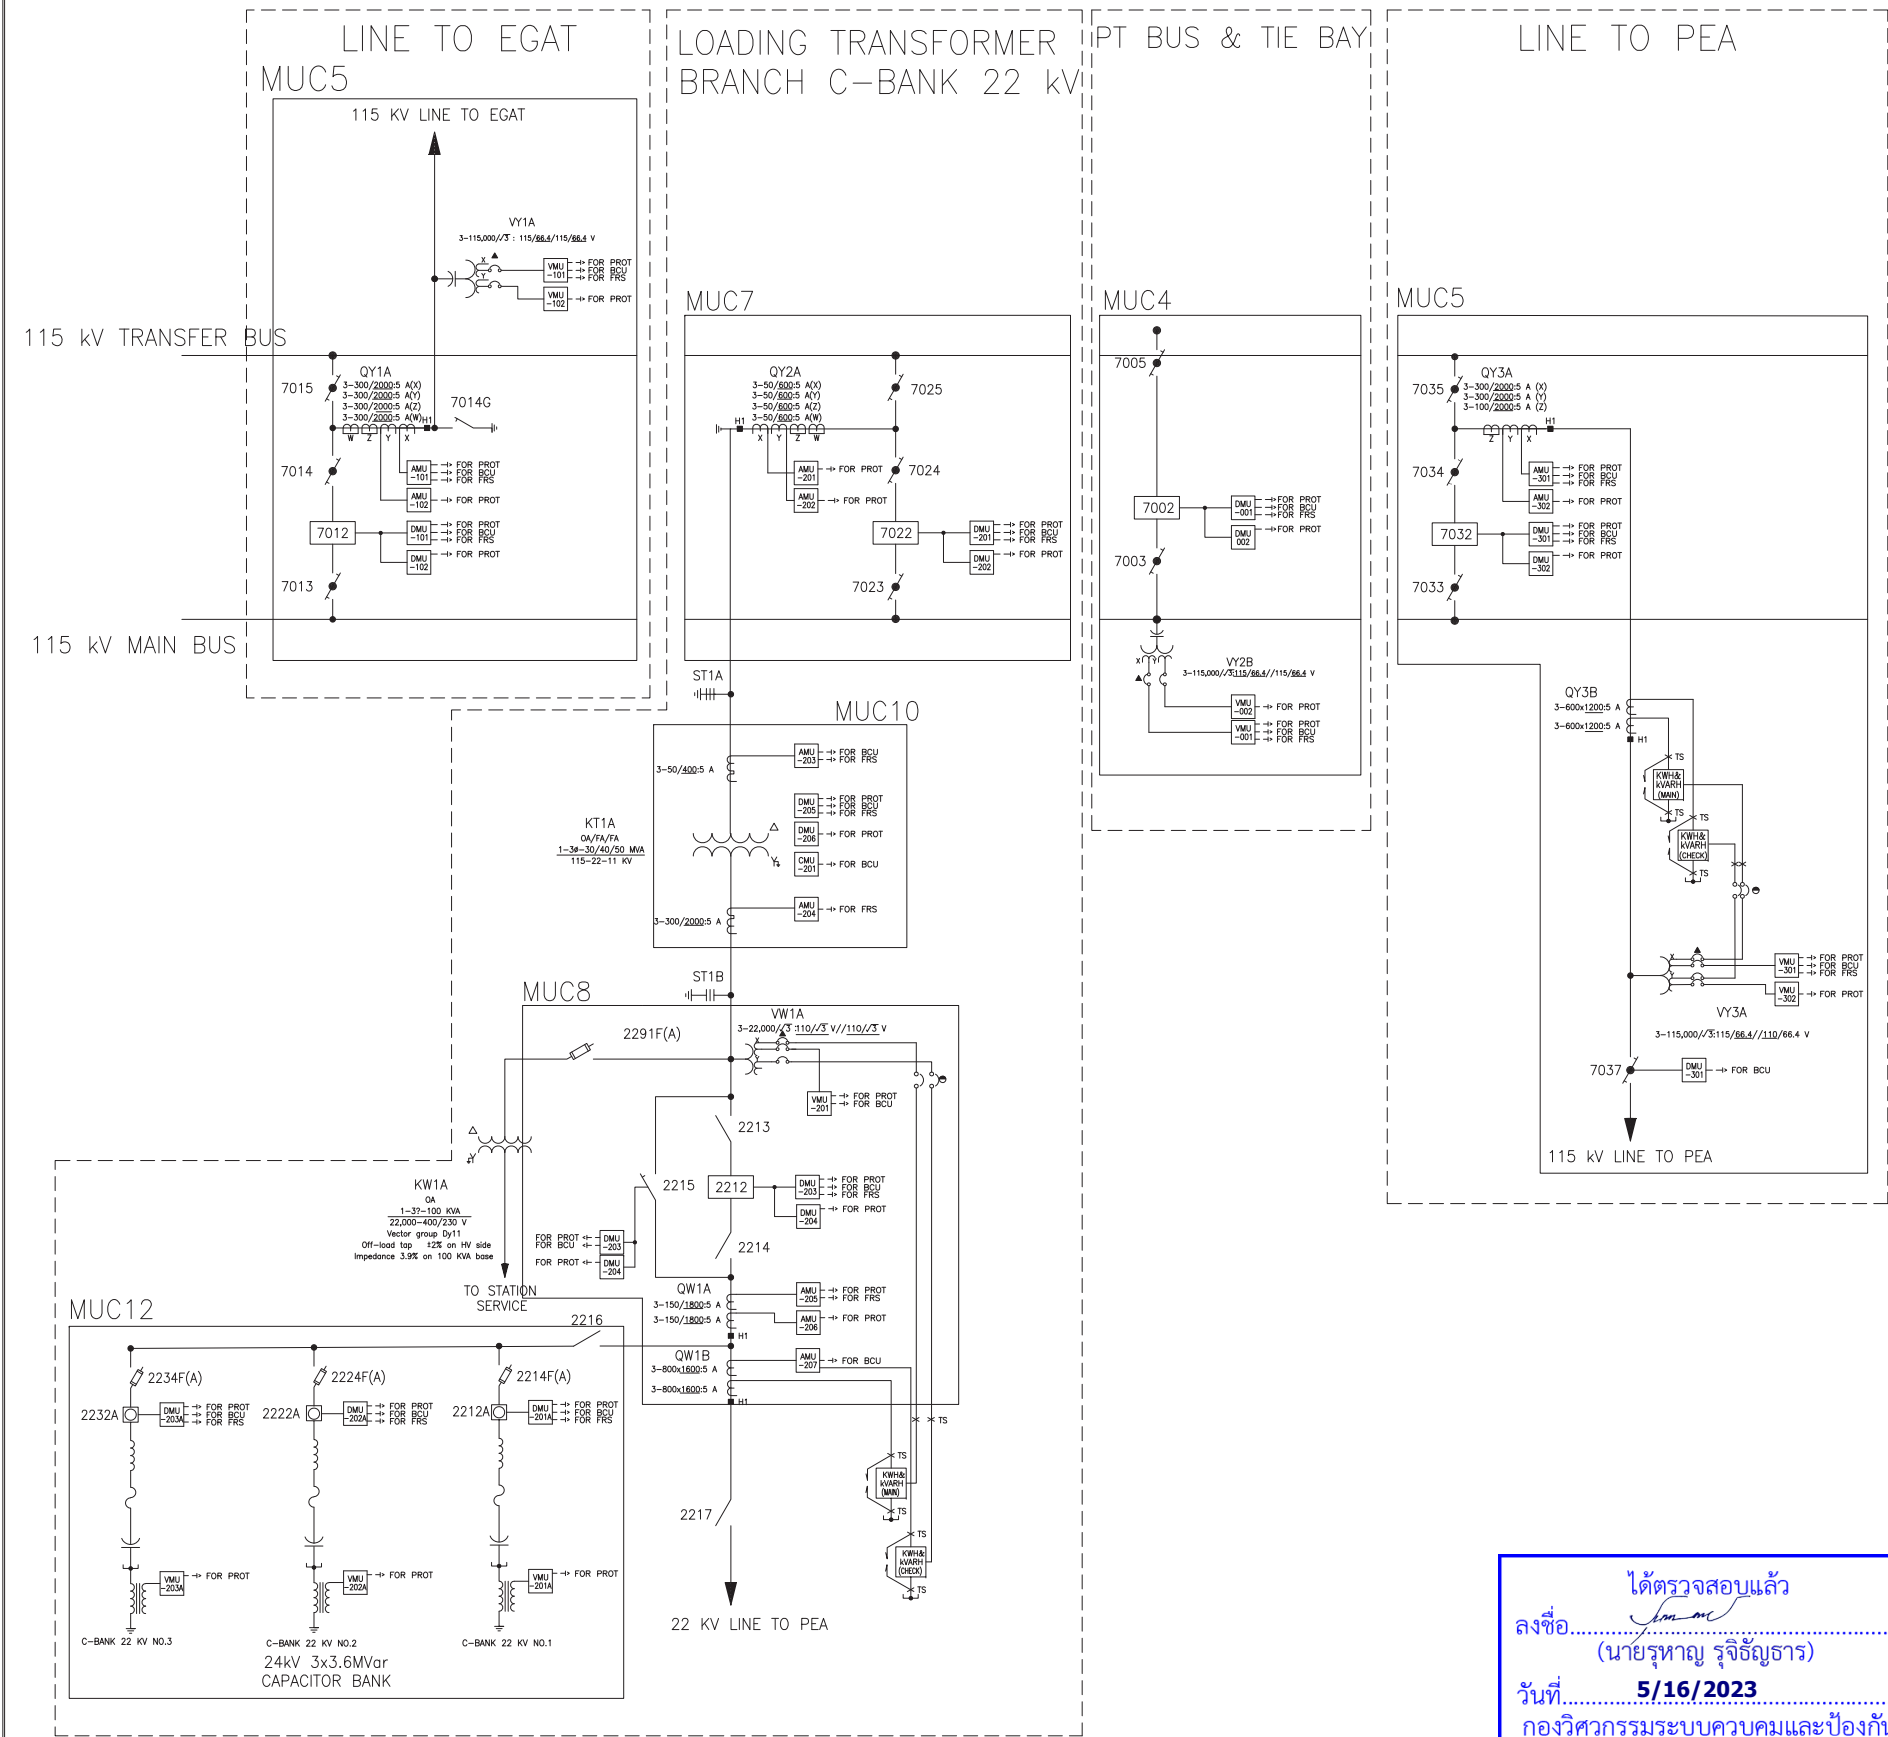 LINE TO EGAT
MUC5
115 KV LINE TO EGAT
VY1A
3-115,000/√3 : 115/66.4/115/66.4 V
X
Y
VMU
-101
FOR PROT
FOR BCU
FOR FRS
VMU
-102
FOR PROT
115 kV TRANSFER BUS
7015
QY1A
3-300/2000:5 A(X)
3-300/2000:5 A(Y)
3-300/2000:5 A(Z)
3-300/2000:5 A(W)
H1
7014G
W Z Y X
7014
AMU
-101
FOR PROT
FOR BCU
FOR FRS
AMU
-102
FOR PROT
7012
DMU
-101
FOR PROT
FOR BCU
FOR FRS
DMU
-102
FOR PROT
7013
115 kV MAIN BUS
LOADING TRANSFORMER
BRANCH C-BANK 22 kV
MUC7
QY2A
3-50/600:5 A(X)
3-50/600:5 A(Y)
3-50/600:5 A(Z)
3-50/600:5 A(W)
H1
X Y Z W
7025
AMU
-201
FOR PROT
AMU
-202
FOR PROT
7024
7022
DMU
-201
FOR PROT
FOR BCU
FOR FRS
DMU
-202
FOR PROT
7023
ST1A
MUC10
3-50/400:5 A
AMU
-203
FOR BCU
FOR FRS
DMU
-205
FOR PROT
FOR BCU
FOR FRS
DMU
-206
FOR PROT
CMU
-201
FOR BCU
KT1A
OA/FA/FA
1-3ø-30/40/50 MVA
115-22-11 KV
Y
3-300/2000:5 A
AMU
-204
FOR FRS
ST1B
MUC8
VW1A
3-22,000/√3 :110/√3 V//110/√3 V
2291F(A)
VMU
-201
FOR PROT
FOR BCU
2213
2215
2212
DMU
-203
FOR PROT
FOR BCU
FOR FRS
DMU
-204
FOR PROT
FOR PROT
FOR BCU
DMU
-203
FOR PROT
DMU
-204
2214
KW1A
OA
1-3?-100 KVA
22,000-400/230 V
Vector group Dy11
Off-load tap ±2% on HV side
Impedance 3.9% on 100 KVA base
Y
TO STATION
SERVICE
QW1A
3-150/1800:5 A
3-150/1800:5 A
H1
AMU
-205
FOR PROT
FOR FRS
AMU
-206
FOR PROT
QW1B
3-800x1600:5 A
3-800x1600:5 A
H1
AMU
-207
FOR BCU
TS
TS
KWH&
kVARH
(MAIN)
TS
TS
KWH&
kVARH
(CHECK)
TS
2217
22 KV LINE TO PEA
MUC12
2216
2234F(A)
2224F(A)
2214F(A)
2232A
DMU
-203A
FOR PROT
FOR BCU
FOR FRS
2222A
DMU
-202A
FOR PROT
FOR BCU
FOR FRS
2212A
DMU
-201A
FOR PROT
FOR BCU
FOR FRS
VMU
-203A
FOR PROT
VMU
-202A
FOR PROT
VMU
-201A
FOR PROT
C-BANK 22 KV NO.3
C-BANK 22 KV NO.2
C-BANK 22 KV NO.1
24kV 3x3.6MVar
CAPACITOR BANK
PT BUS & TIE BAY
MUC4
7005
7002
DMU
-001
FOR PROT
FOR BCU
FOR FRS
DMU
002
FOR PROT
7003
X Y
VY2B
3-115,000/√3:115/66.4//115/66.4 V
VMU
-002
FOR PROT
VMU
-001
FOR PROT
FOR BCU
FOR FRS
LINE TO PEA
MUC5
7035
QY3A
3-300/2000:5 A (X)
3-300/2000:5 A (Y)
3-100/2000:5 A (Z)
H1
Z Y X
7034
AMU
-301
FOR PROT
FOR BCU
FOR FRS
AMU
-302
FOR PROT
7032
DMU
-301
FOR PROT
FOR BCU
FOR FRS
DMU
-302
FOR PROT
7033
QY3B
3-600x1200:5 A
3-600x1200:5 A
H1
TS
KWH&
kVARH
(MAIN)
TS
TS
KWH&
kVARH
(CHECK)
TS
X
Y
VMU
-301
FOR PROT
FOR BCU
FOR FRS
VMU
-302
FOR PROT
VY3A
3-115,000/√3:115/66.4//110/66.4 V
7037
DMU
-301
FOR BCU
115 kV LINE TO PEA
ได้ตรวจสอบแล้ว
ลงชื่อ
(นายรุหาญ รุจิธัญธาร)
วันที่ 5/16/2023
กองวิศวกรรมระบบควบคุมและป้องกัน